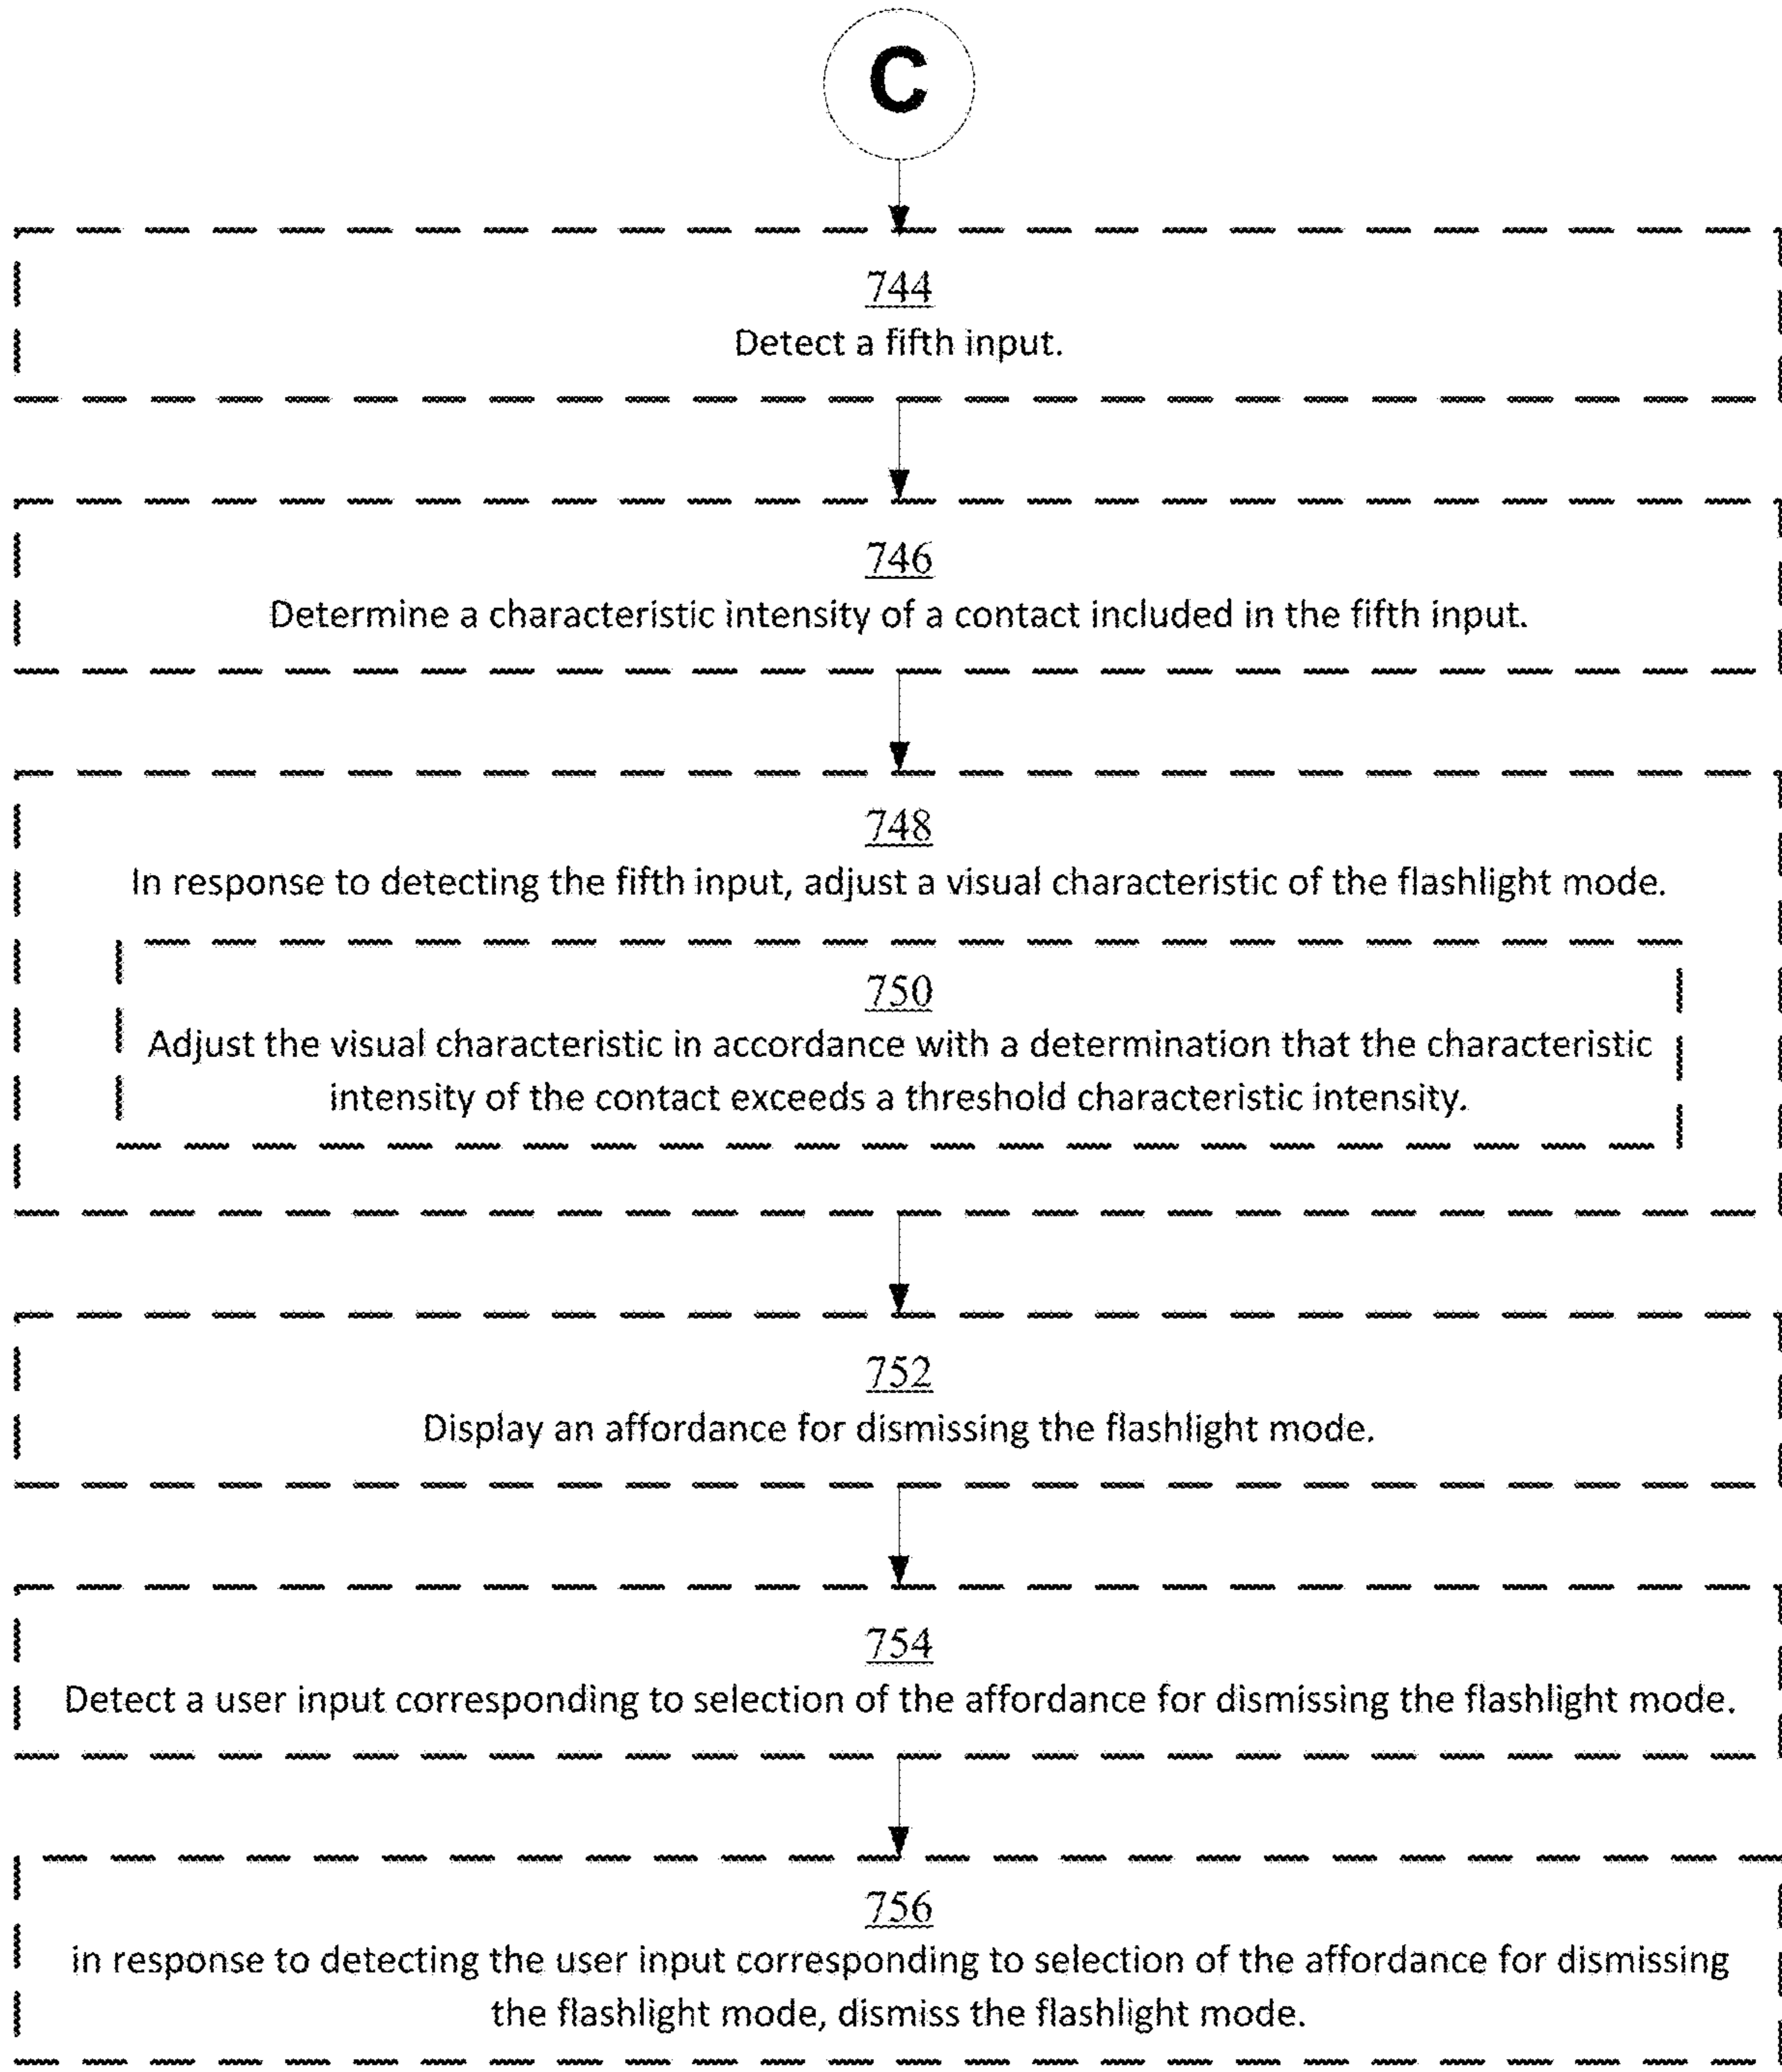 C
744
Detect a fifth input.
746
Determine a characteristic intensity of a contact included in the fifth input.
748
In response to detecting the fifth input, adjust a visual characteristic of the flashlight mode.
750
Adjust the visual characteristic in accordance with a determination that the characteristic
intensity of the contact exceeds a threshold characteristic intensity.
752
Display an affordance for dismissing the flashlight mode.
754
Detect a user input corresponding to selection of the affordance for dismissing the flashlight mode.
756
in response to detecting the user input corresponding to selection of the affordance for dismissing
the flashlight mode, dismiss the flashlight mode.